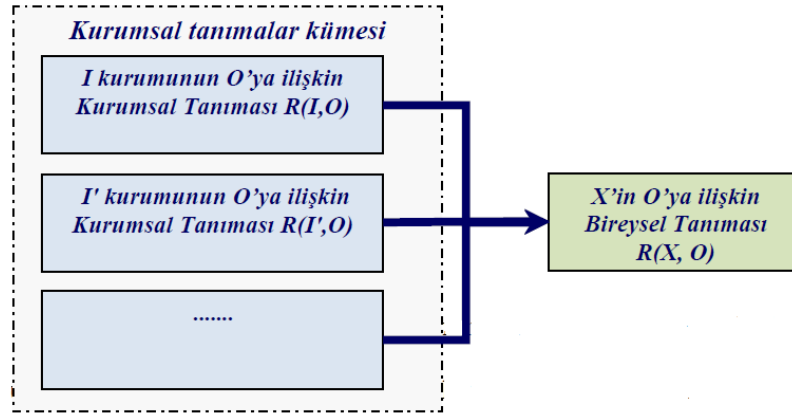 Kurumsal tanımalar kümesi
I kurumunun O’ya ilişkin
Kurumsal Tanıması R(I,O)
I' kurumunun O’ya ilişkin
Kurumsal Tanıması R(I',O)
.......
X’in O’ya ilişkin
Bireysel Tanıması
R(X, O)